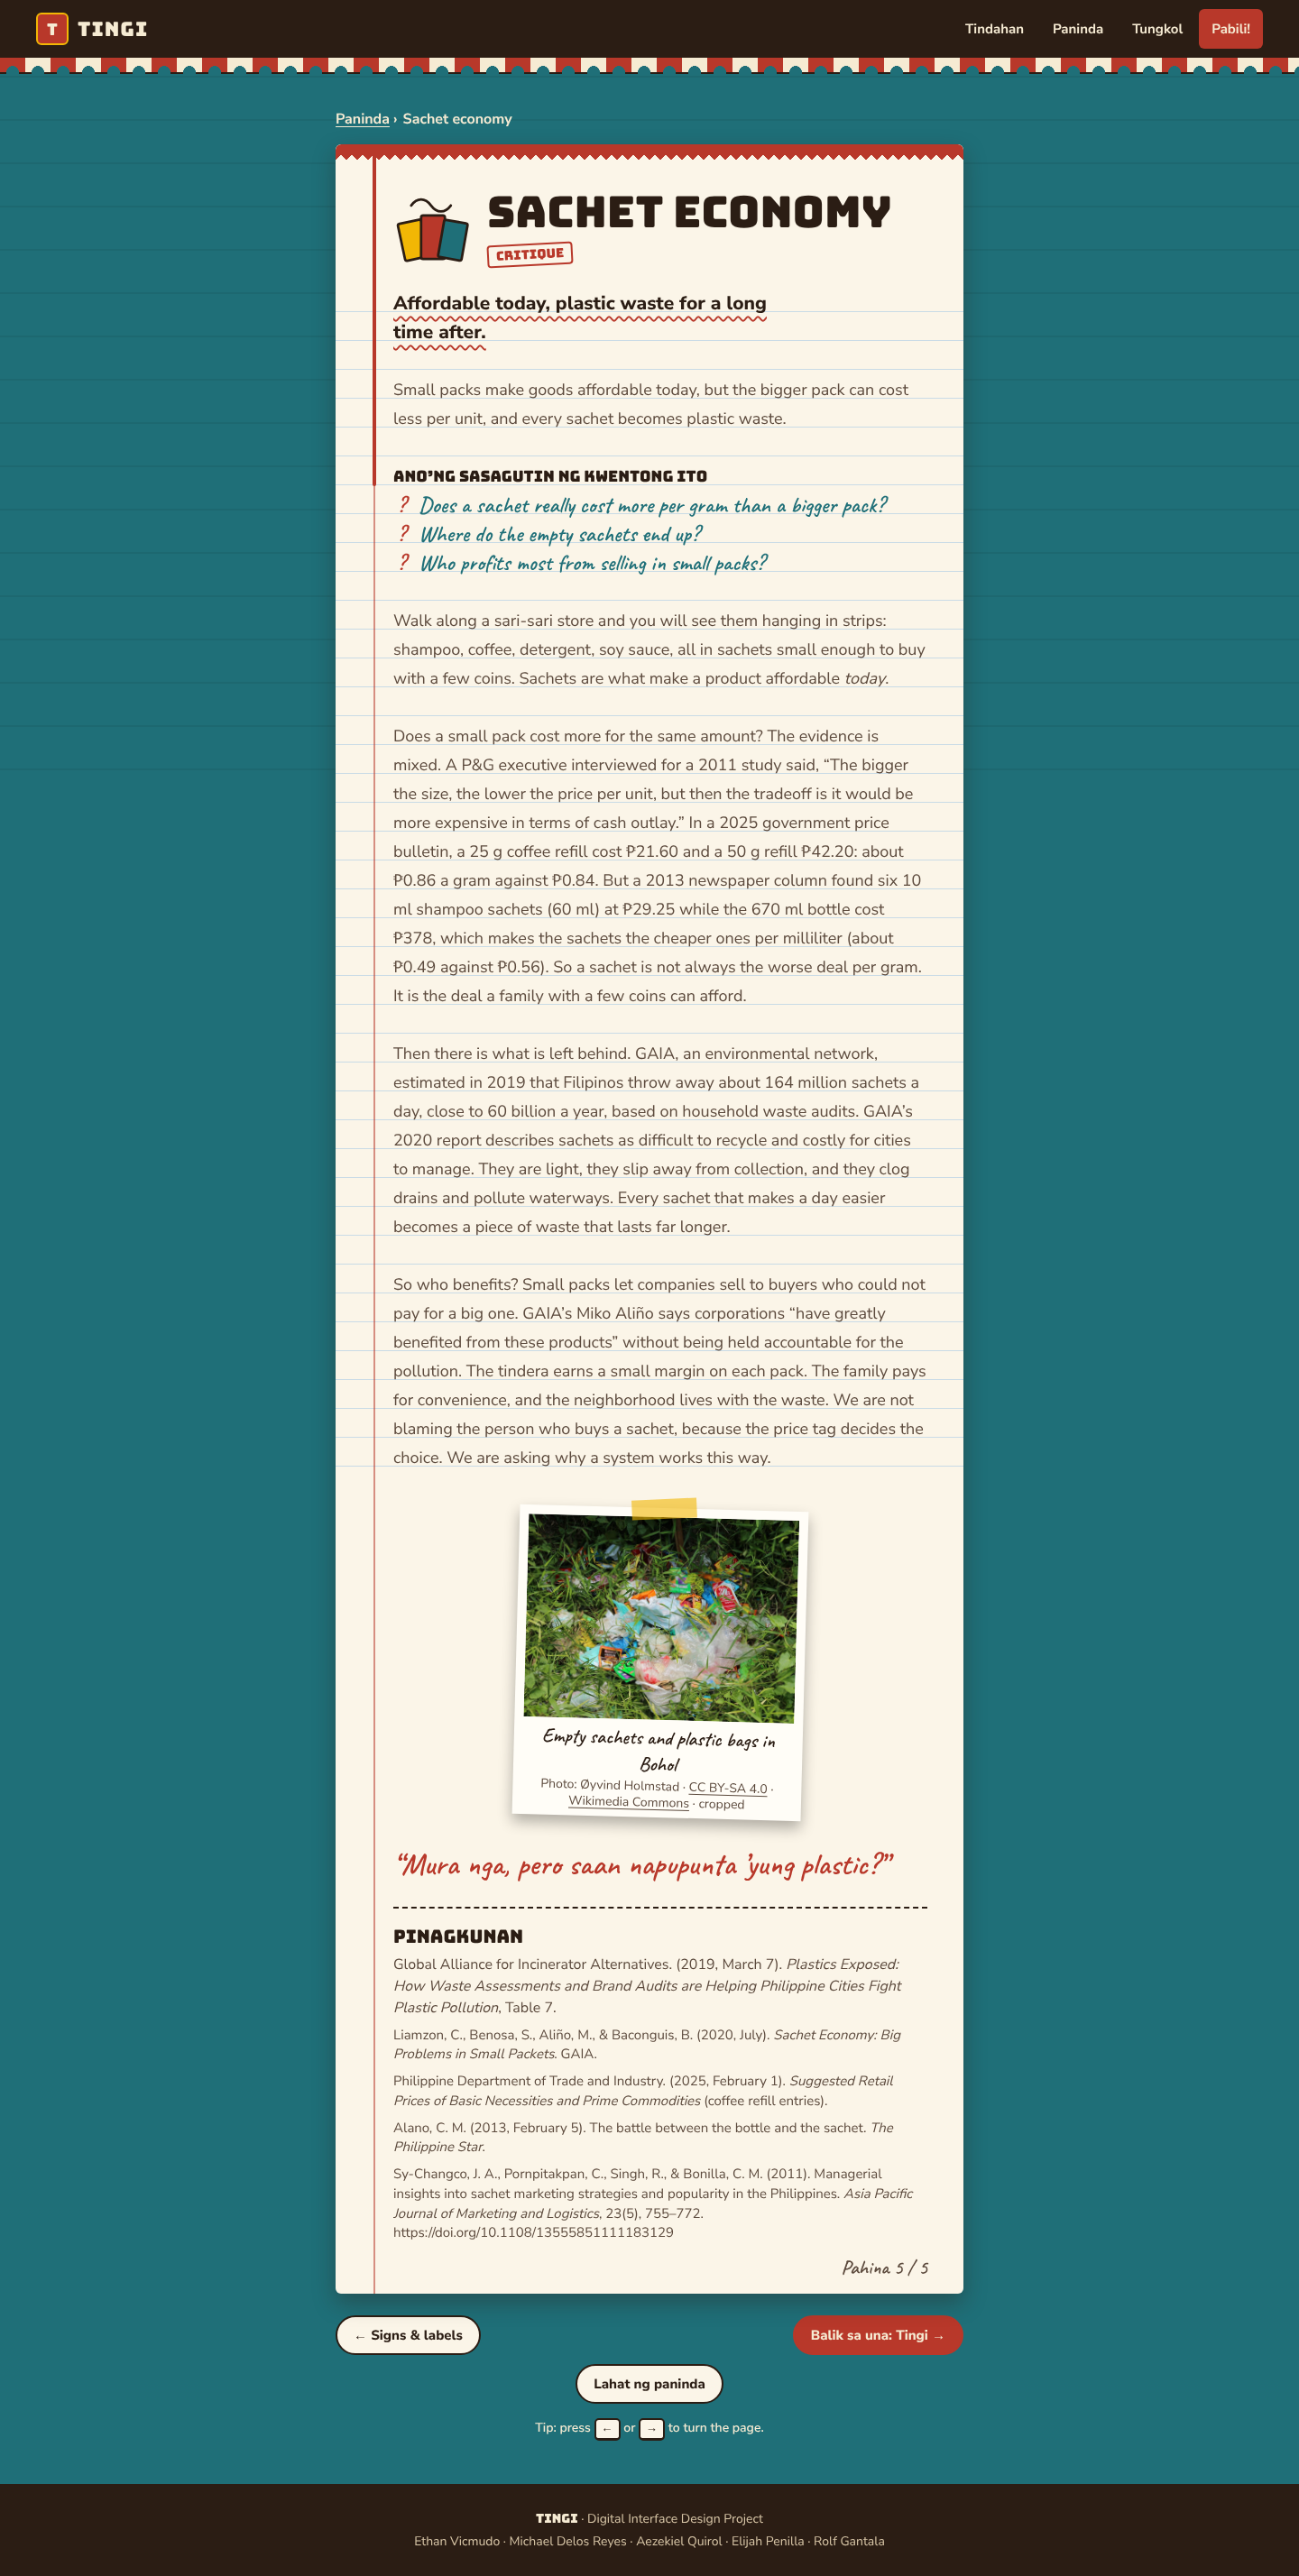 T TINGI
Tindahan Paninda Tungkol Pabili!
Paninda › Sachet economy
SACHET ECONOMY
CRITIQUE
Affordable today, plastic waste for a long
time after.
Small packs make goods affordable today, but the bigger pack can cost
less per unit, and every sachet becomes plastic waste.
ANO’NG SASAGUTIN NG KWENTONG ITO
? Does a sachet really cost more per gram than a bigger pack?
? Where do the empty sachets end up?
? Who profits most from selling in small packs?
Walk along a sari-sari store and you will see them hanging in strips:
shampoo, coffee, detergent, soy sauce, all in sachets small enough to buy
with a few coins. Sachets are what make a product affordable today.
Does a small pack cost more for the same amount? The evidence is
mixed. A P&G executive interviewed for a 2011 study said, “The bigger
the size, the lower the price per unit, but then the tradeoff is it would be
more expensive in terms of cash outlay.” In a 2025 government price
bulletin, a 25 g coffee refill cost ₱21.60 and a 50 g refill ₱42.20: about
₱0.86 a gram against ₱0.84. But a 2013 newspaper column found six 10
ml shampoo sachets (60 ml) at ₱29.25 while the 670 ml bottle cost
₱378, which makes the sachets the cheaper ones per milliliter (about
₱0.49 against ₱0.56). So a sachet is not always the worse deal per gram.
It is the deal a family with a few coins can afford.
Then there is what is left behind. GAIA, an environmental network,
estimated in 2019 that Filipinos throw away about 164 million sachets a
day, close to 60 billion a year, based on household waste audits. GAIA’s
2020 report describes sachets as difficult to recycle and costly for cities
to manage. They are light, they slip away from collection, and they clog
drains and pollute waterways. Every sachet that makes a day easier
becomes a piece of waste that lasts far longer.
So who benefits? Small packs let companies sell to buyers who could not
pay for a big one. GAIA’s Miko Aliño says corporations “have greatly
benefited from these products” without being held accountable for the
pollution. The tindera earns a small margin on each pack. The family pays
for convenience, and the neighborhood lives with the waste. We are not
blaming the person who buys a sachet, because the price tag decides the
choice. We are asking why a system works this way.
Empty sachets and plastic bags in
Bohol
Photo: Øyvind Holmstad · CC BY-SA 4.0 ·
Wikimedia Commons · cropped
“Mura nga, pero saan napupunta ’yung plastic?”
PINAGKUNAN
Global Alliance for Incinerator Alternatives. (2019, March 7). Plastics Exposed:
How Waste Assessments and Brand Audits are Helping Philippine Cities Fight
Plastic Pollution, Table 7.
Liamzon, C., Benosa, S., Aliño, M., & Baconguis, B. (2020, July). Sachet Economy: Big
Problems in Small Packets. GAIA.
Philippine Department of Trade and Industry. (2025, February 1). Suggested Retail
Prices of Basic Necessities and Prime Commodities (coffee refill entries).
Alano, C. M. (2013, February 5). The battle between the bottle and the sachet. The
Philippine Star.
Sy-Changco, J. A., Pornpitakpan, C., Singh, R., & Bonilla, C. M. (2011). Managerial
insights into sachet marketing strategies and popularity in the Philippines. Asia Pacific
Journal of Marketing and Logistics, 23(5), 755–772.
https://doi.org/10.1108/13555851111183129
Pahina 5 / 5
← Signs & labels
Balik sa una: Tingi →
Lahat ng paninda
Tip: press ← or → to turn the page.
TINGI · Digital Interface Design Project
Ethan Vicmudo · Michael Delos Reyes · Aezekiel Quirol · Elijah Penilla · Rolf Gantala